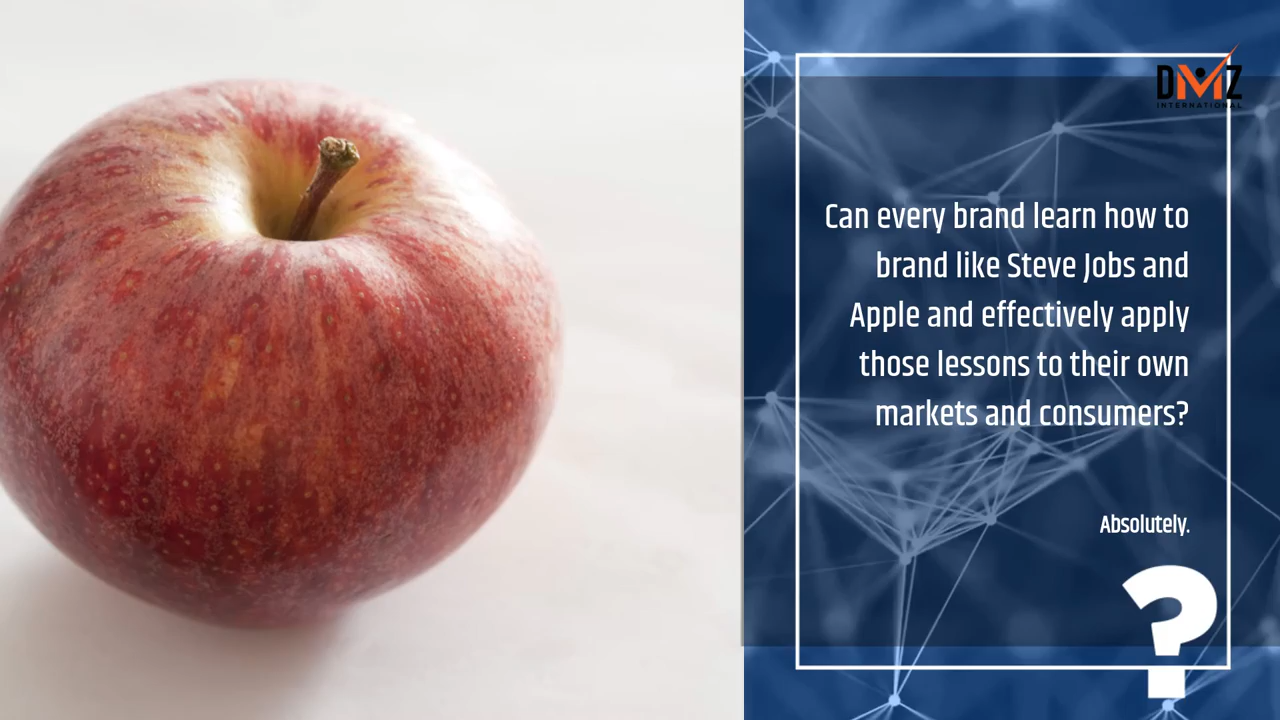 DMZ
INTERNATIONAL
Can every brand learn how to
brand like Steve Jobs and
Apple and effectively apply
those lessons to their own
markets and consumers?
Absolutely.
?